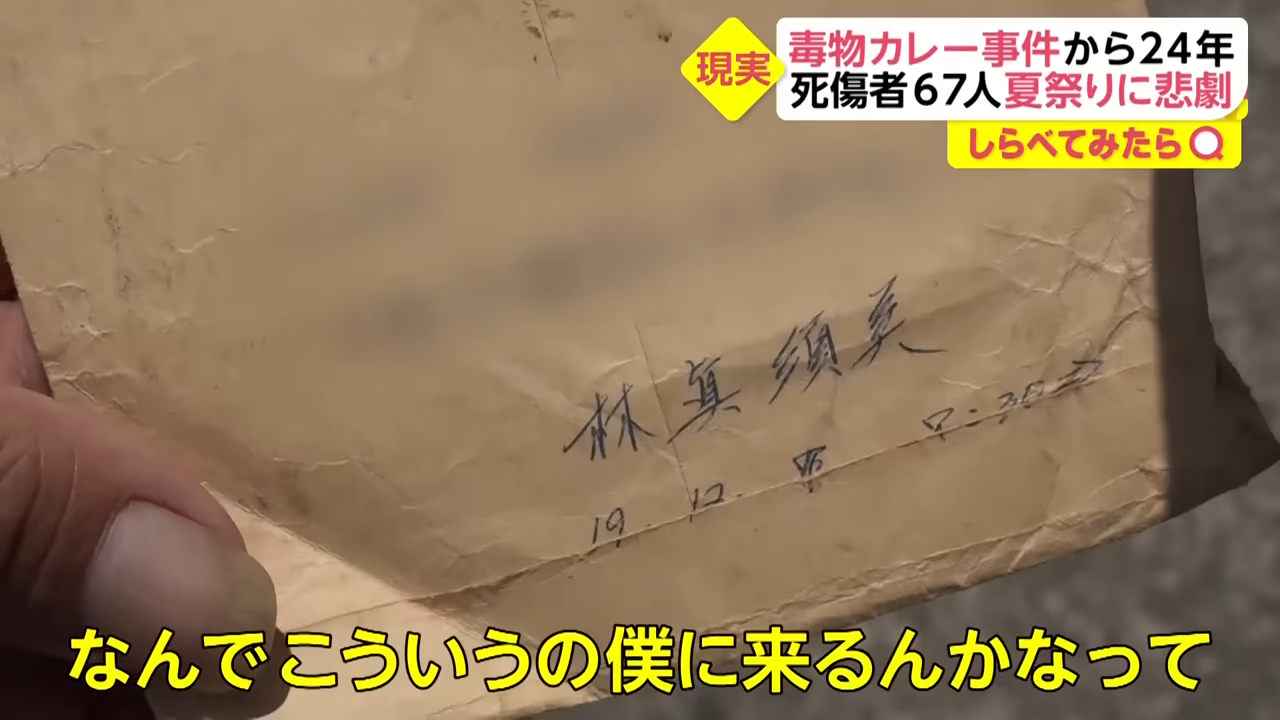 現実
毒物カレー事件から24年
死傷者67人夏祭りに悲劇
しらべてみたら
林眞須美
19.12.
なんでこういうの僕に来るんかなって